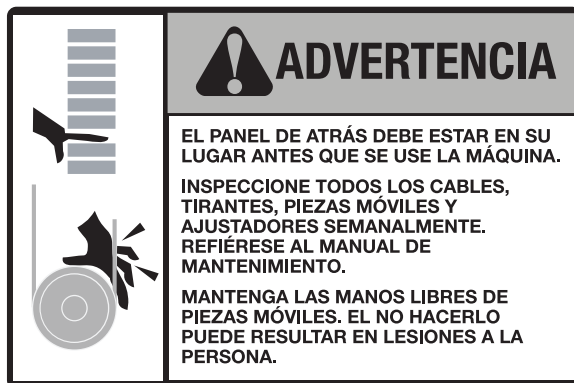 ADVERTENCIA
EL PANEL DE ATRÁS DEBE ESTAR EN SU
LUGAR ANTES QUE SE USE LA MÁQUINA.
INSPECCIONE TODOS LOS CABLES,
TIRANTES, PIEZAS MÓVILES Y
AJUSTADORES SEMANALMENTE.
REFIÉRESE AL MANUAL DE
MANTENIMIENTO.
MANTENGA LAS MANOS LIBRES DE
PIEZAS MÓVILES. EL NO HACERLO
PUEDE RESULTAR EN LESIONES A LA
PERSONA.